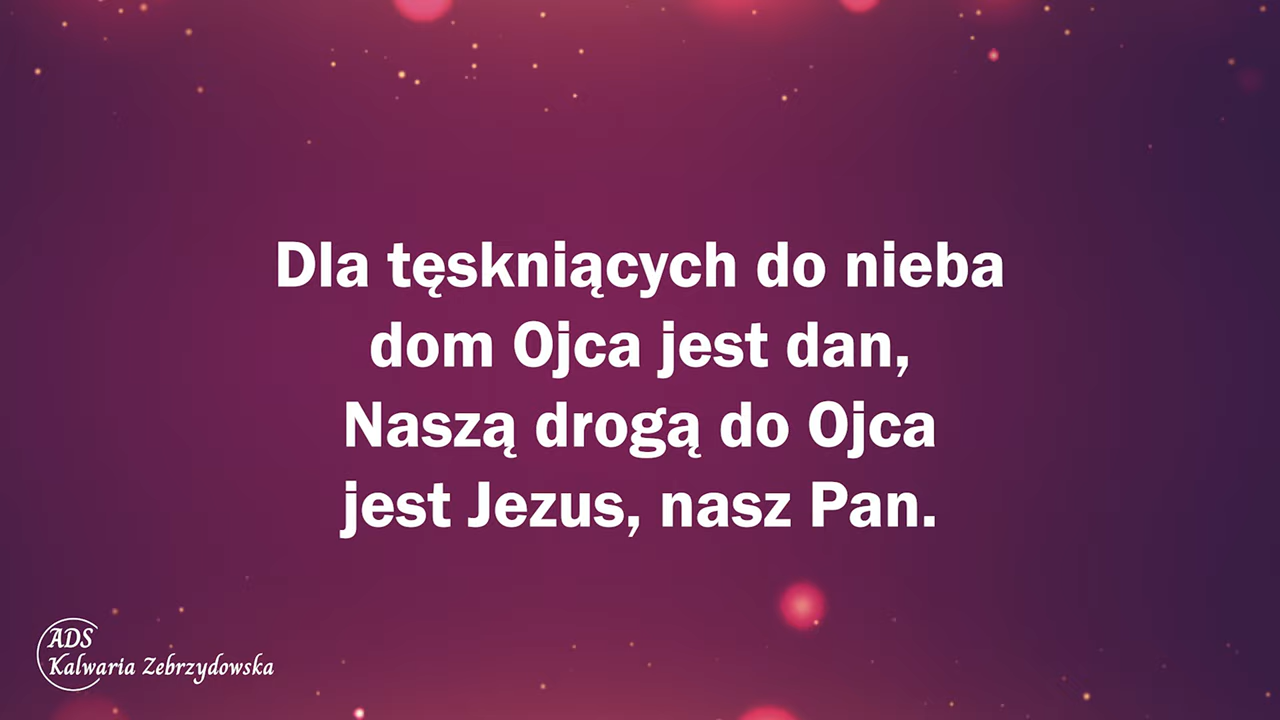 Dla tęskniących do nieba
dom Ojca jest dan,
Naszą drogą do Ojca
jest Jezus, nasz Pan.
ADS
Kalwaria Zebrzydowska